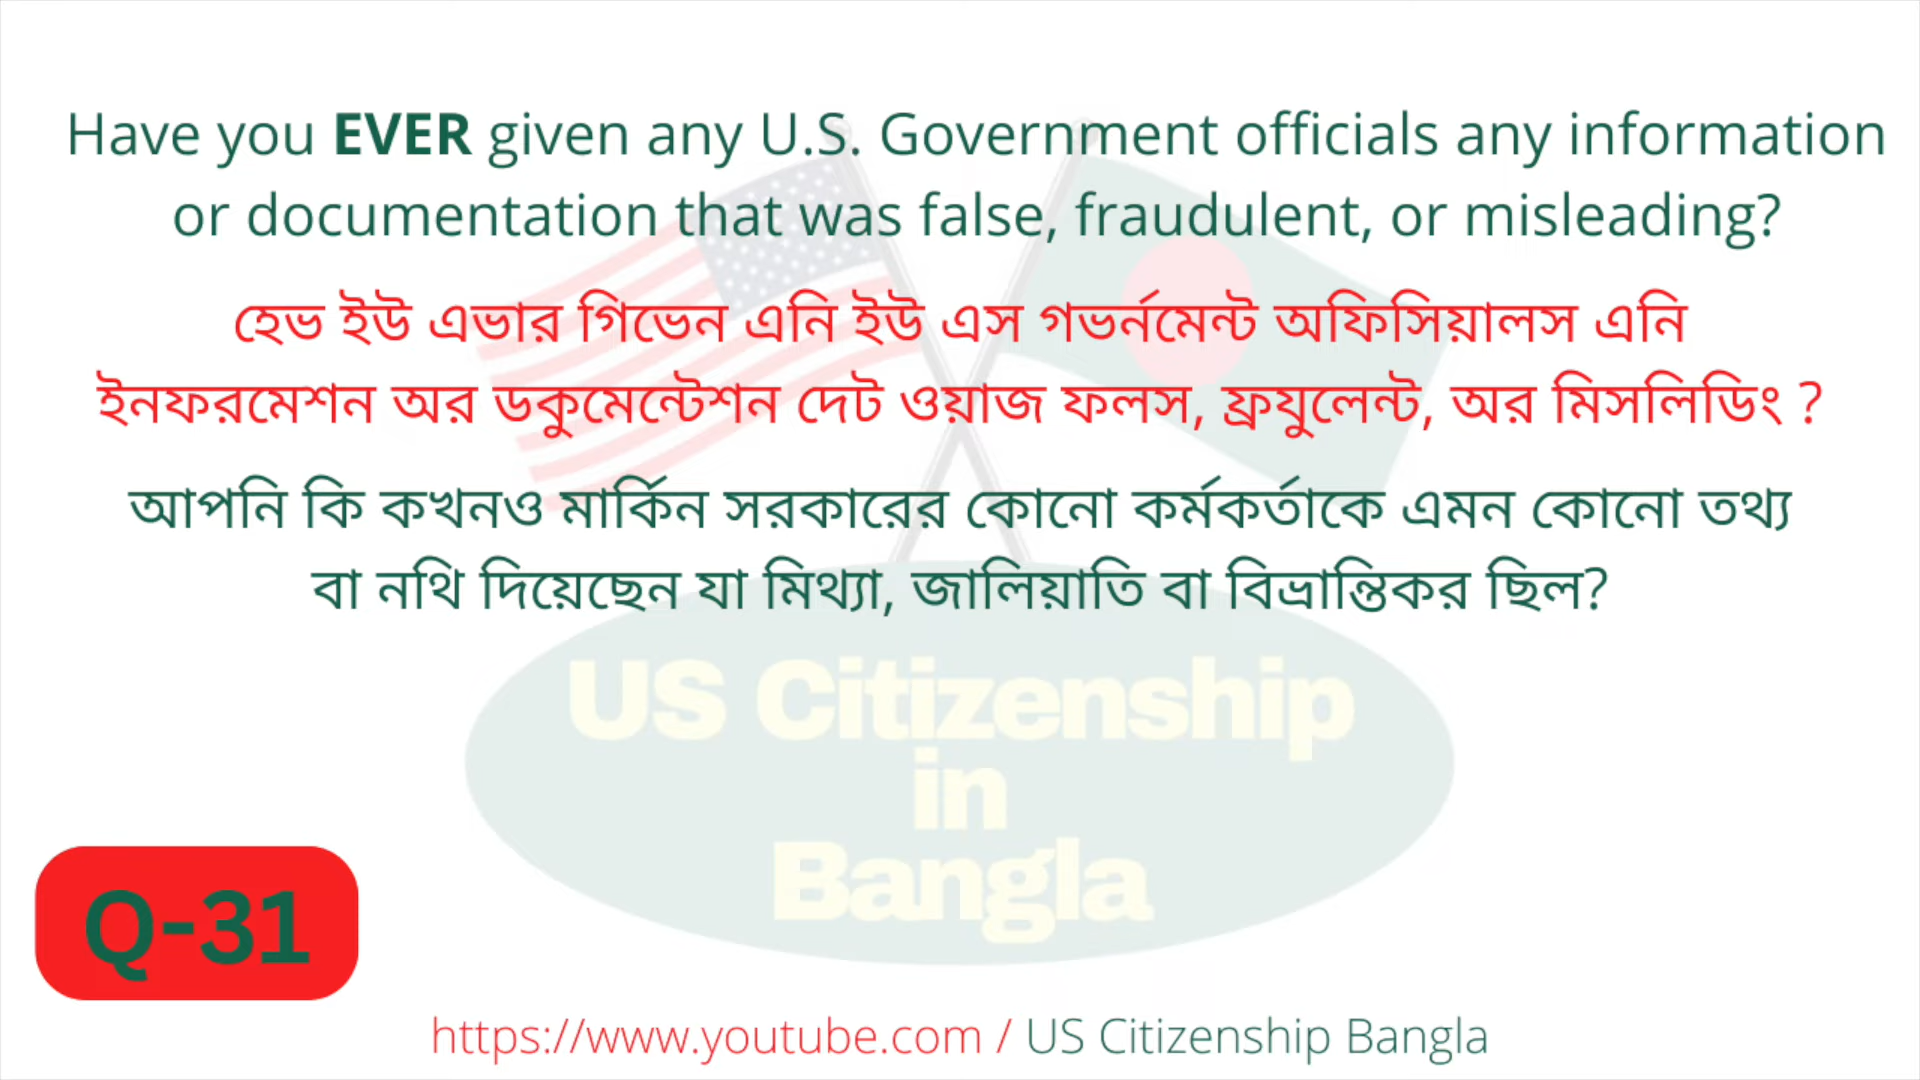 Have you EVER given any U.S. Government officials any information
or documentation that was false, fraudulent, or misleading?
হেভ ইউ এভার গিভেন এনি ইউ এস গভর্নমেন্ট অফিসিয়ালস এনি
ইনফরমেশন অর ডকুমেন্টেশন দেট ওয়াজ ফলস, ফ্রযুলেন্ট, অর মিসলিডিং ?
আপনি কি কখনও মার্কিন সরকারের কোনো কর্মকর্তাকে এমন কোনো তথ্য
বা নথি দিয়েছেন যা মিথ্যা, জালিয়াতি বা বিভ্রান্তিকর ছিল?
US Citizenship
in
Bangla
Q-31
https://www.youtube.com / US Citizenship Bangla